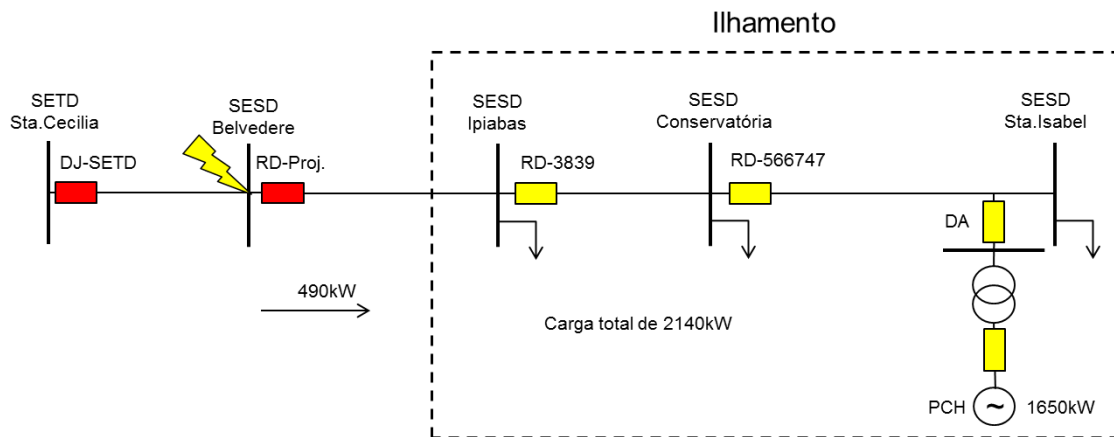 Ilhamento
SETD
Sta.Cecilia
SESD
Belvedere
SESD
Ipiabas
SESD
Conservatória
SESD
Sta.Isabel
DJ-SETD
RD-Proj.
RD-3839
RD-566747
DA
490kW
Carga total de 2140kW
PCH
~
1650kW